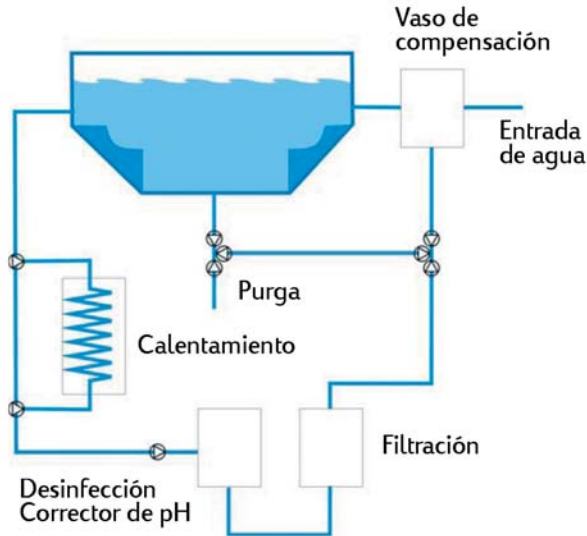 Vaso de
compensación
Entrada
de agua
Purga
Calentamiento
Filtración
Desinfección
Corrector de pH